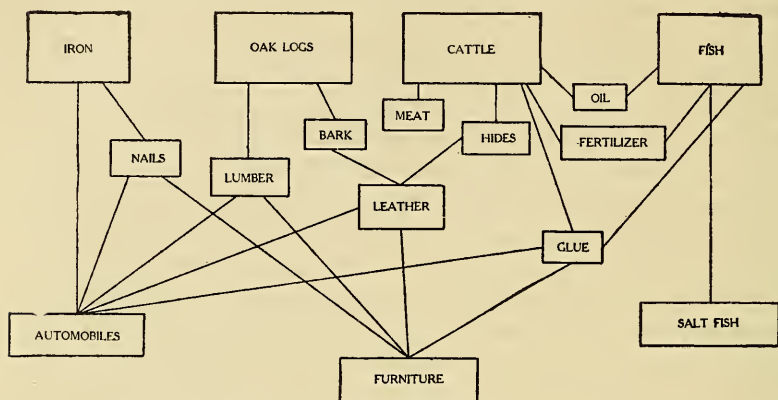 IRON
OAK LOGS
CATTLE
FISH
OIL
MEAT
BARK
HIDES
FERTILIZER
NAILS
LUMBER
LEATHER
GLUE
AUTOMOBILES
SALT FISH
FURNITURE